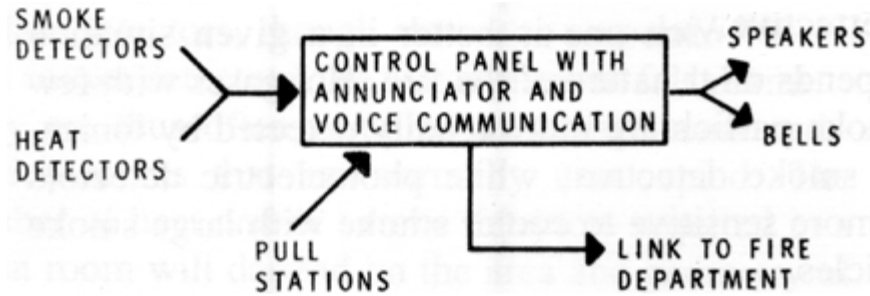 SMOKE
DETECTORS
HEAT
DETECTORS
PULL
STATIONS
CONTROL PANEL WITH
ANNUNCIATOR AND
VOICE COMMUNICATION
SPEAKERS
BELLS
LINK TO FIRE
DEPARTMENT